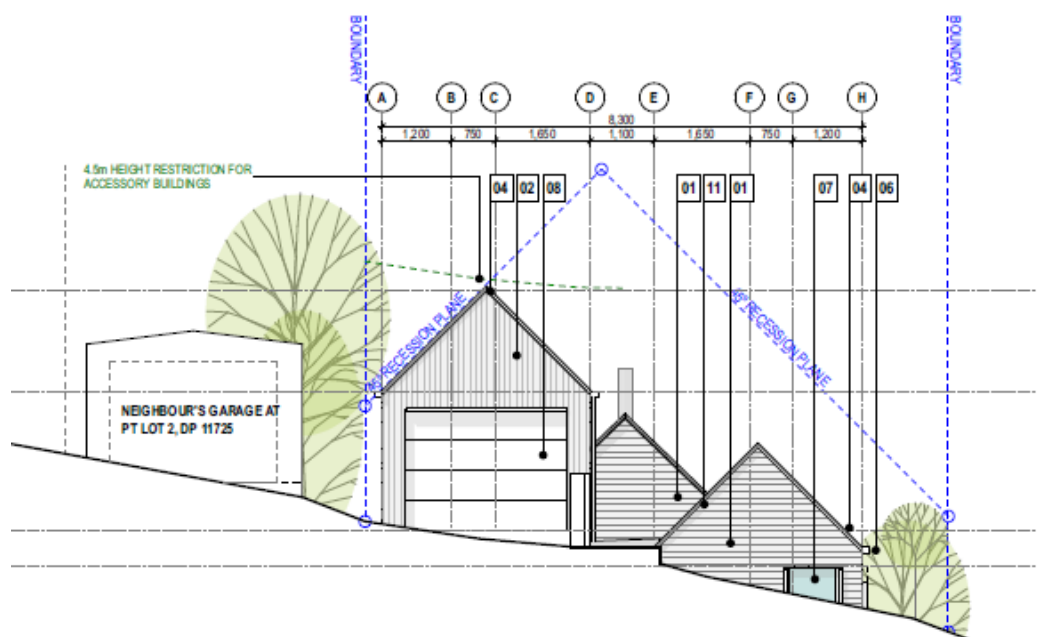 BOUNDARY
BOUNDARY
A B C D E F G H
8,300
1,200 750 1,650 1,100 1,650 750 1,200
4.5m HEIGHT RESTRICTION FOR
ACCESSORY BUILDINGS
04 02 08 01 11 01 07 04 06
45° RECESSION PLANE
45° RECESSION PLANE
NEIGHBOUR'S GARAGE AT
PT LOT 2, DP 11725